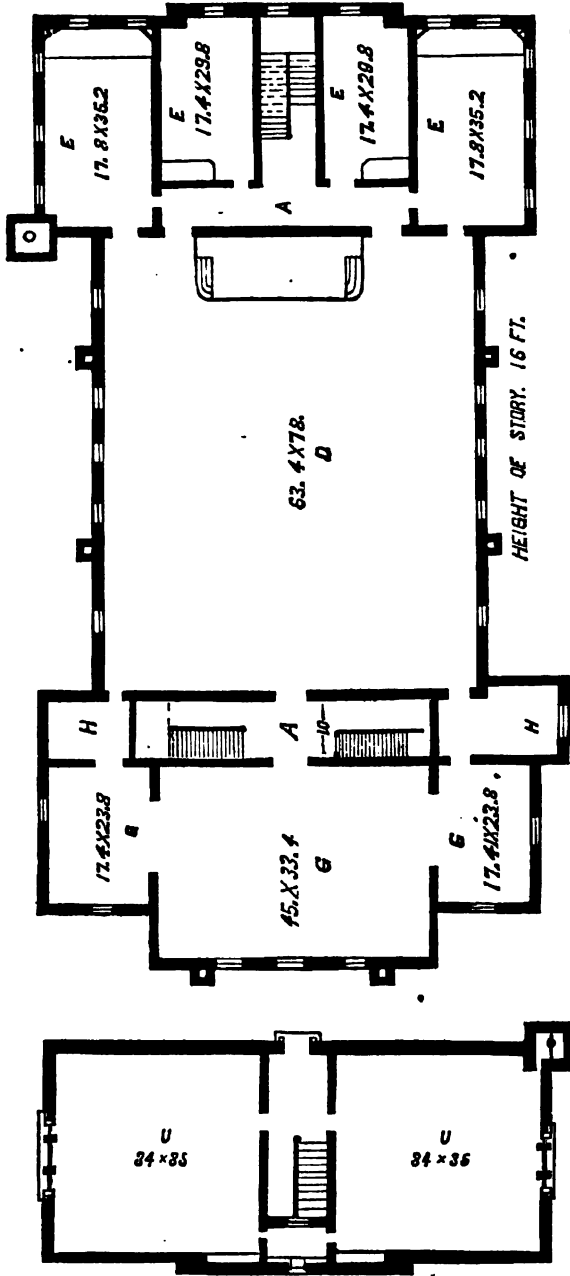 E
17.8X35.2
E
17.4X29.8
E
17.4X29.8
E
17.8X35.2
A
63.4X78.
D
HEIGHT OF STORY. 16 FT.
H
A
10
H
17.4X23.8
G
45.X33.4
G
G
17.4X23.8
U
34×35
U
34×35